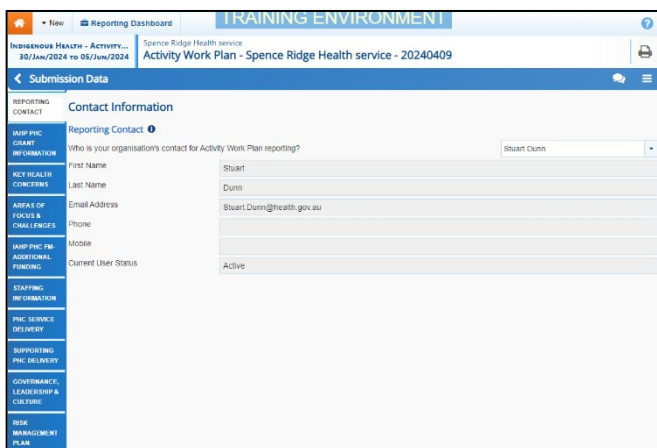 TRAINING ENVIRONMENT
New
Reporting Dashboard
INDIGENOUS HEALTH - ACTIVITY...
30/JAN/2024 TO 05/JUN/2024
Spence Ridge Health service
Activity Work Plan - Spence Ridge Health service - 20240409
Submission Data
REPORTING
CONTACT
IAHP PHC
GRANT
INFORMATION
KEY HEALTH
CONCERNS
AREAS OF
FOCUS &
CHALLENGES
IAHP PHC FM-
ADDITIONAL
FUNDING
STAFFING
INFORMATION
PHC SERVICE
DELIVERY
SUPPORTING
PHC DELIVERY
GOVERNANCE,
LEADERSHIP &
CULTURE
RISK
MANAGEMENT
PLAN
Contact Information
Reporting Contact
Who is your organisation's contact for Activity Work Plan reporting? Stuart Dunn
First Name Stuart
Last Name Dunn
Email Address Stuart.Dunn@health.gov.au
Phone
Mobile
Current User Status Active